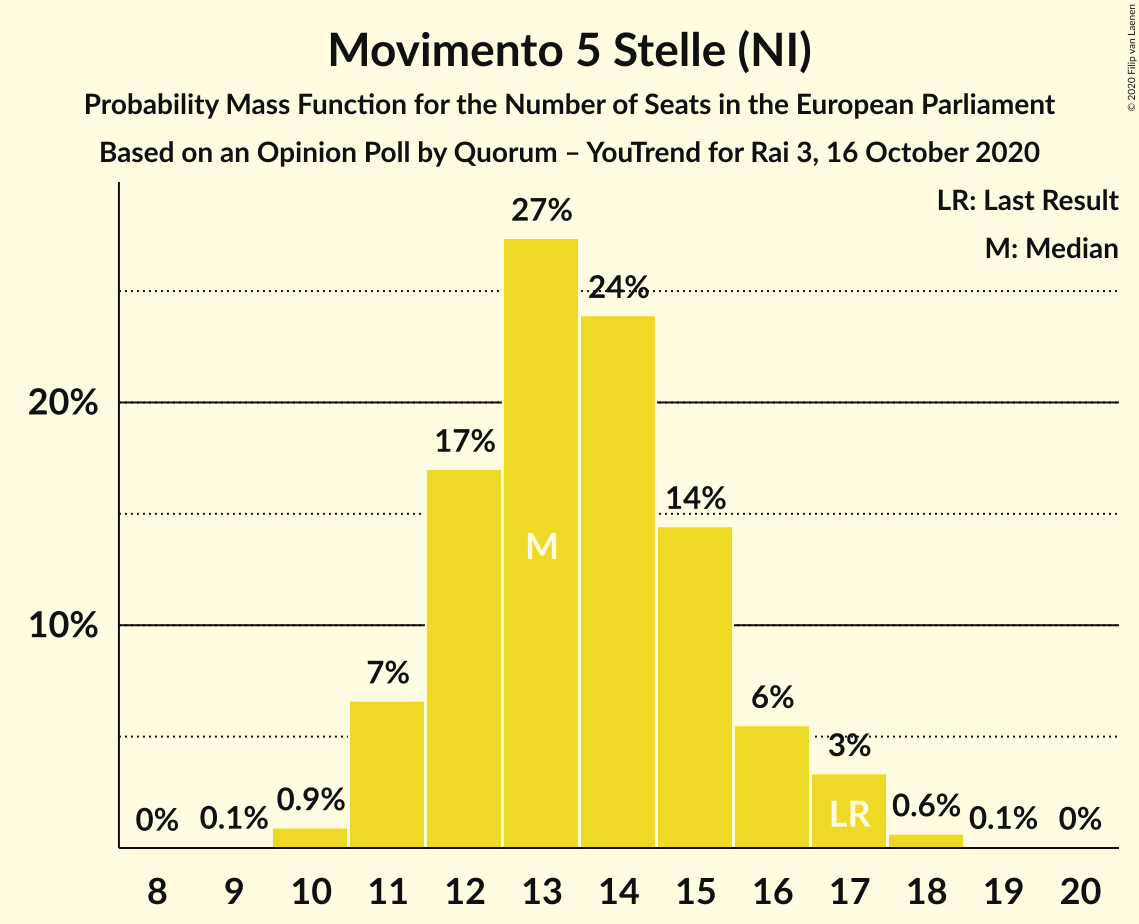 Movimento 5 Stelle (NI)
Probability Mass Function for the Number of Seats in the European Parliament
Based on an Opinion Poll by Quorum – YouTrend for Rai 3, 16 October 2020
© 2020 Filip van Laenen
LR: Last Result
M: Median
27%
24%
20%
17%
14%
M
10%
7%
6%
3%
0%
0.1%
0.9%
LR
0.6%
0.1%
0%
8 9 10 11 12 13 14 15 16 17 18 19 20